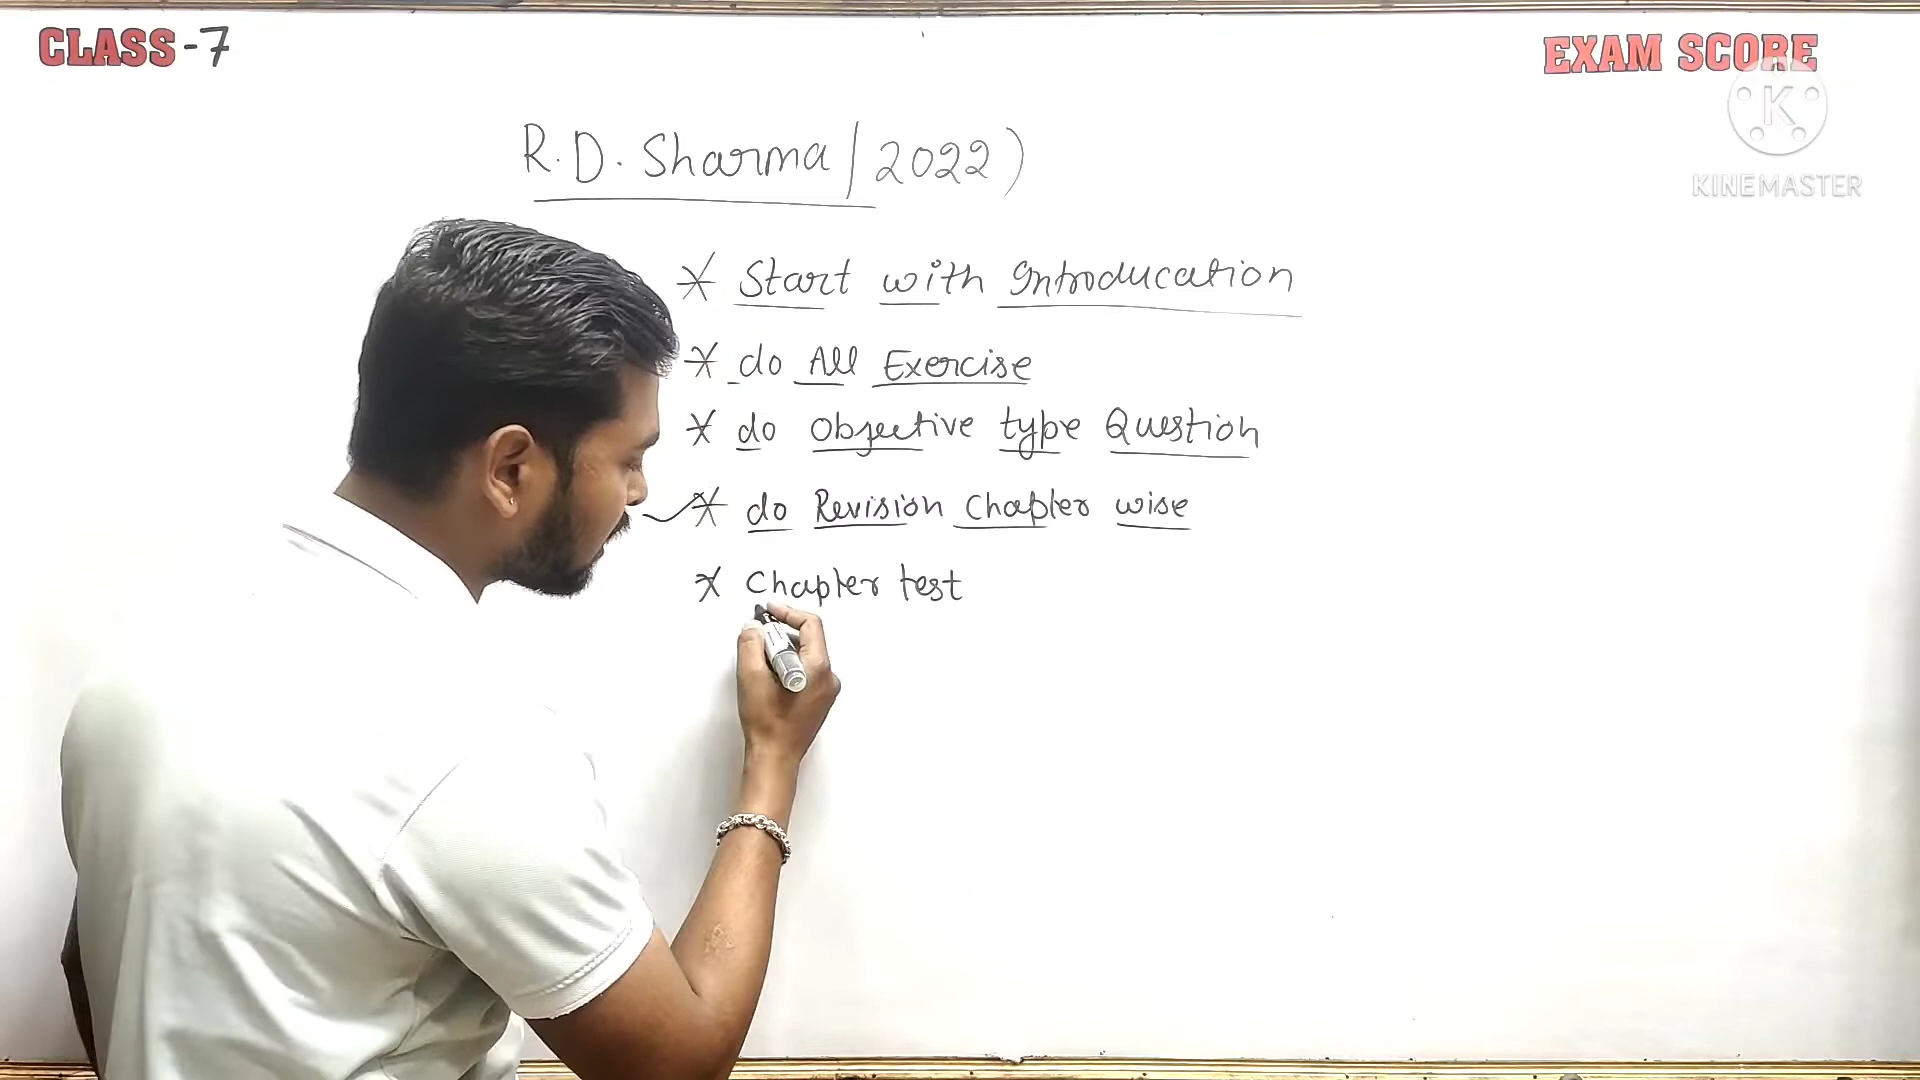 CLASS-7
EXAM SCORE
K
KINEMASTER
R.D. Sharma (2022)
* Start with Introducation
* do All Exercise
* do Objective type Question
* do Revision Chapter wise
* Chapter test